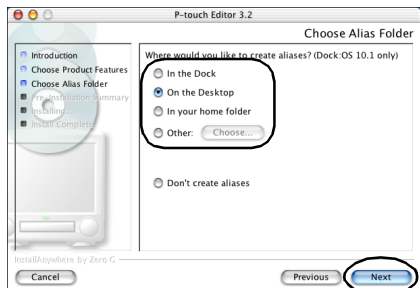 P-touch Editor 3.2
Choose Alias Folder
Introduction
Choose Product Features
Choose Alias Folder
Pre-Installation Summary
Installing...
Install Complete
Where would you like to create aliases? (Dock:OS 10.1 only)
In the Dock
On the Desktop
In your home folder
Other: Choose...
Don't create aliases
InstallAnywhere by Zero G
Cancel Previous Next